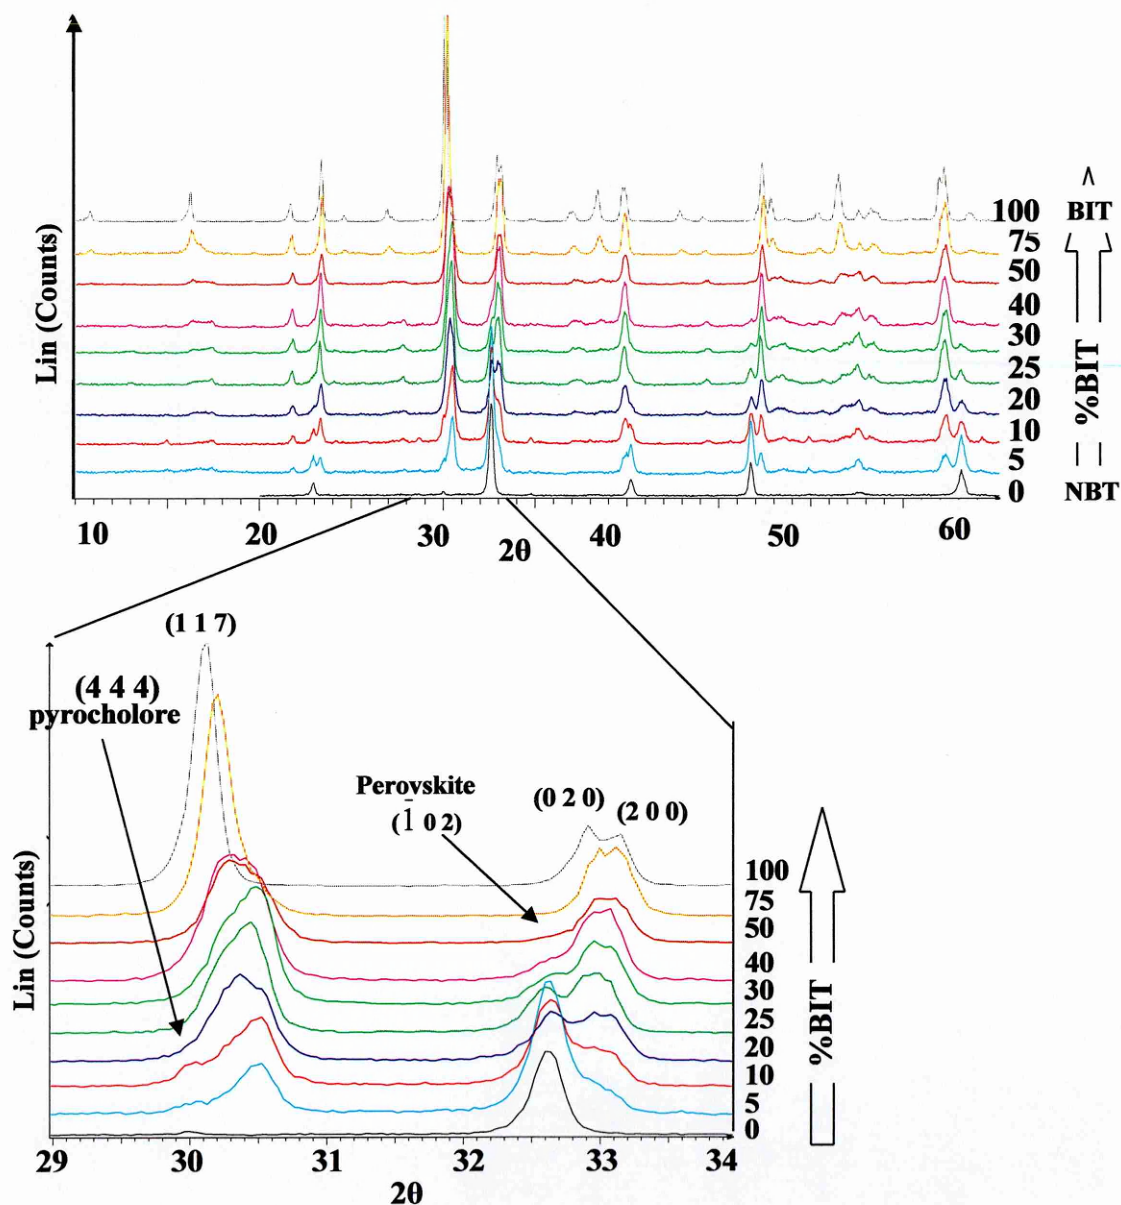 Lin (Counts)
100
75
50
40
30
25
20
10
5
0
BIT
%BIT
NBT
10
20
30
40
50
60
2θ
(1 1 7)
(4 4 4)
pyrocholore
Perovskite
(1̄ 0 2)
(0 2 0)
(2 0 0)
Lin (Counts)
100
75
50
40
30
25
20
10
5
0
%BIT
29
30
31
32
33
34
2θ